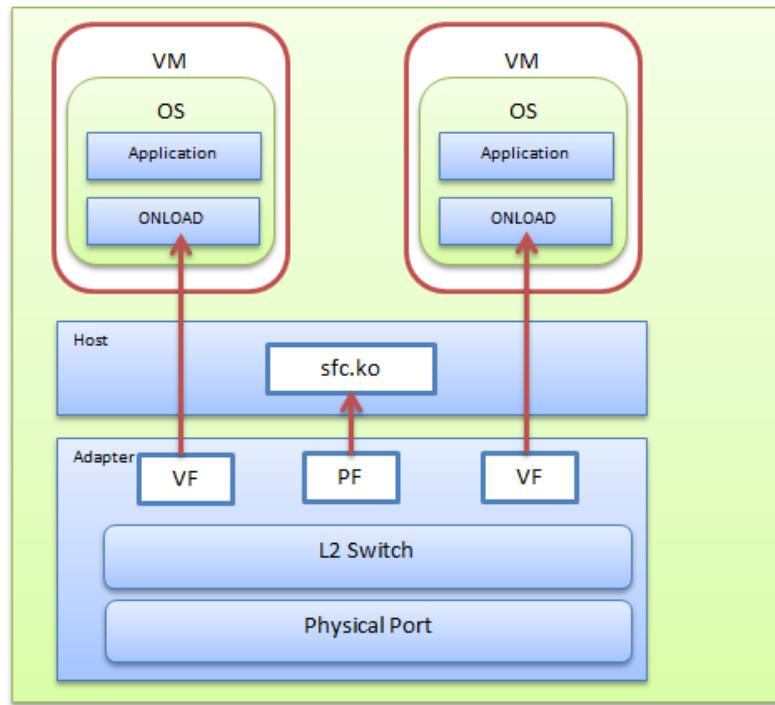 VM
OS
Application
ONLOAD
VM
OS
Application
ONLOAD
Host
sfc.ko
Adapter
VF
PF
VF
L2 Switch
Physical Port